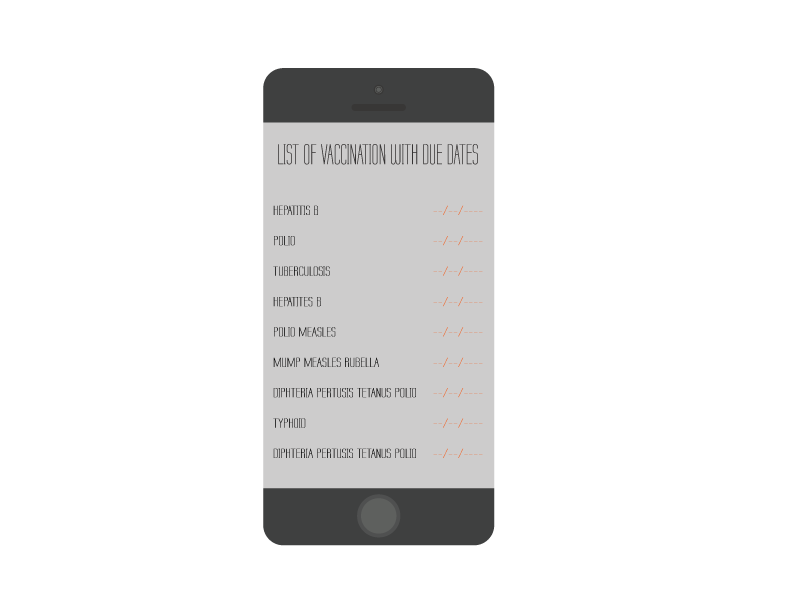 LIST OF VACCINATION WITH DUE DATES
HEPATITIS B --/--/----
POLIO --/--/----
TUBERCULOSIS --/--/----
HEPATITES B --/--/----
POLIO MEASLES --/--/----
MUMP MEASLES RUBELLA --/--/----
DIPHTERIA PERTUSIS TETANUS POLIO --/--/----
TYPHOID --/--/----
DIPHTERIA PERTUSIS TETANUS POLIO --/--/----